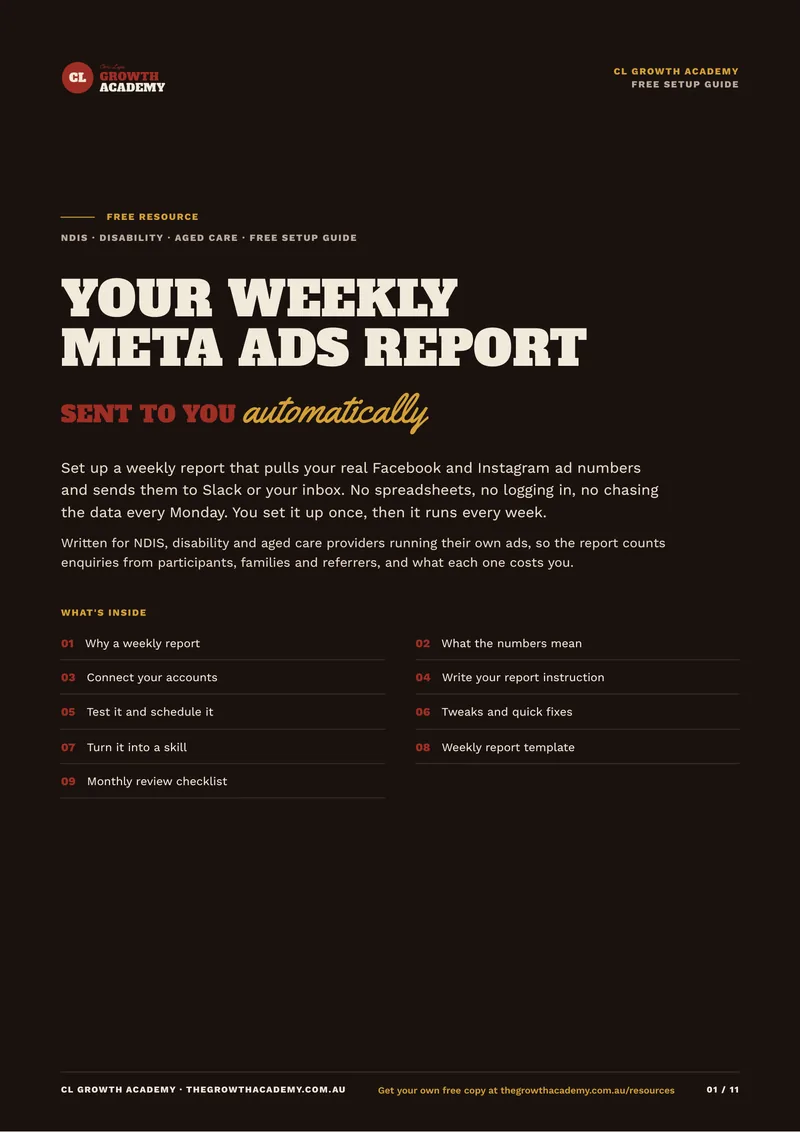 CL
GROWTH
ACADEMY
CL GROWTH ACADEMY
FREE SETUP GUIDE
FREE RESOURCE
NDIS · DISABILITY · AGED CARE · FREE SETUP GUIDE
YOUR WEEKLY
META ADS REPORT
SENT TO YOU automatically
Set up a weekly report that pulls your real Facebook and Instagram ad numbers
and sends them to Slack or your inbox. No spreadsheets, no logging in, no chasing
the data every Monday. You set it up once, then it runs every week.
Written for NDIS, disability and aged care providers running their own ads, so the report counts
enquiries from participants, families and referrers, and what each one costs you.
WHAT'S INSIDE
01 Why a weekly report
02 What the numbers mean
03 Connect your accounts
04 Write your report instruction
05 Test it and schedule it
06 Tweaks and quick fixes
07 Turn it into a skill
08 Weekly report template
09 Monthly review checklist
CL GROWTH ACADEMY · THEGROWTHACADEMY.COM.AU
Get your own free copy at thegrowthacademy.com.au/resources
01 / 11